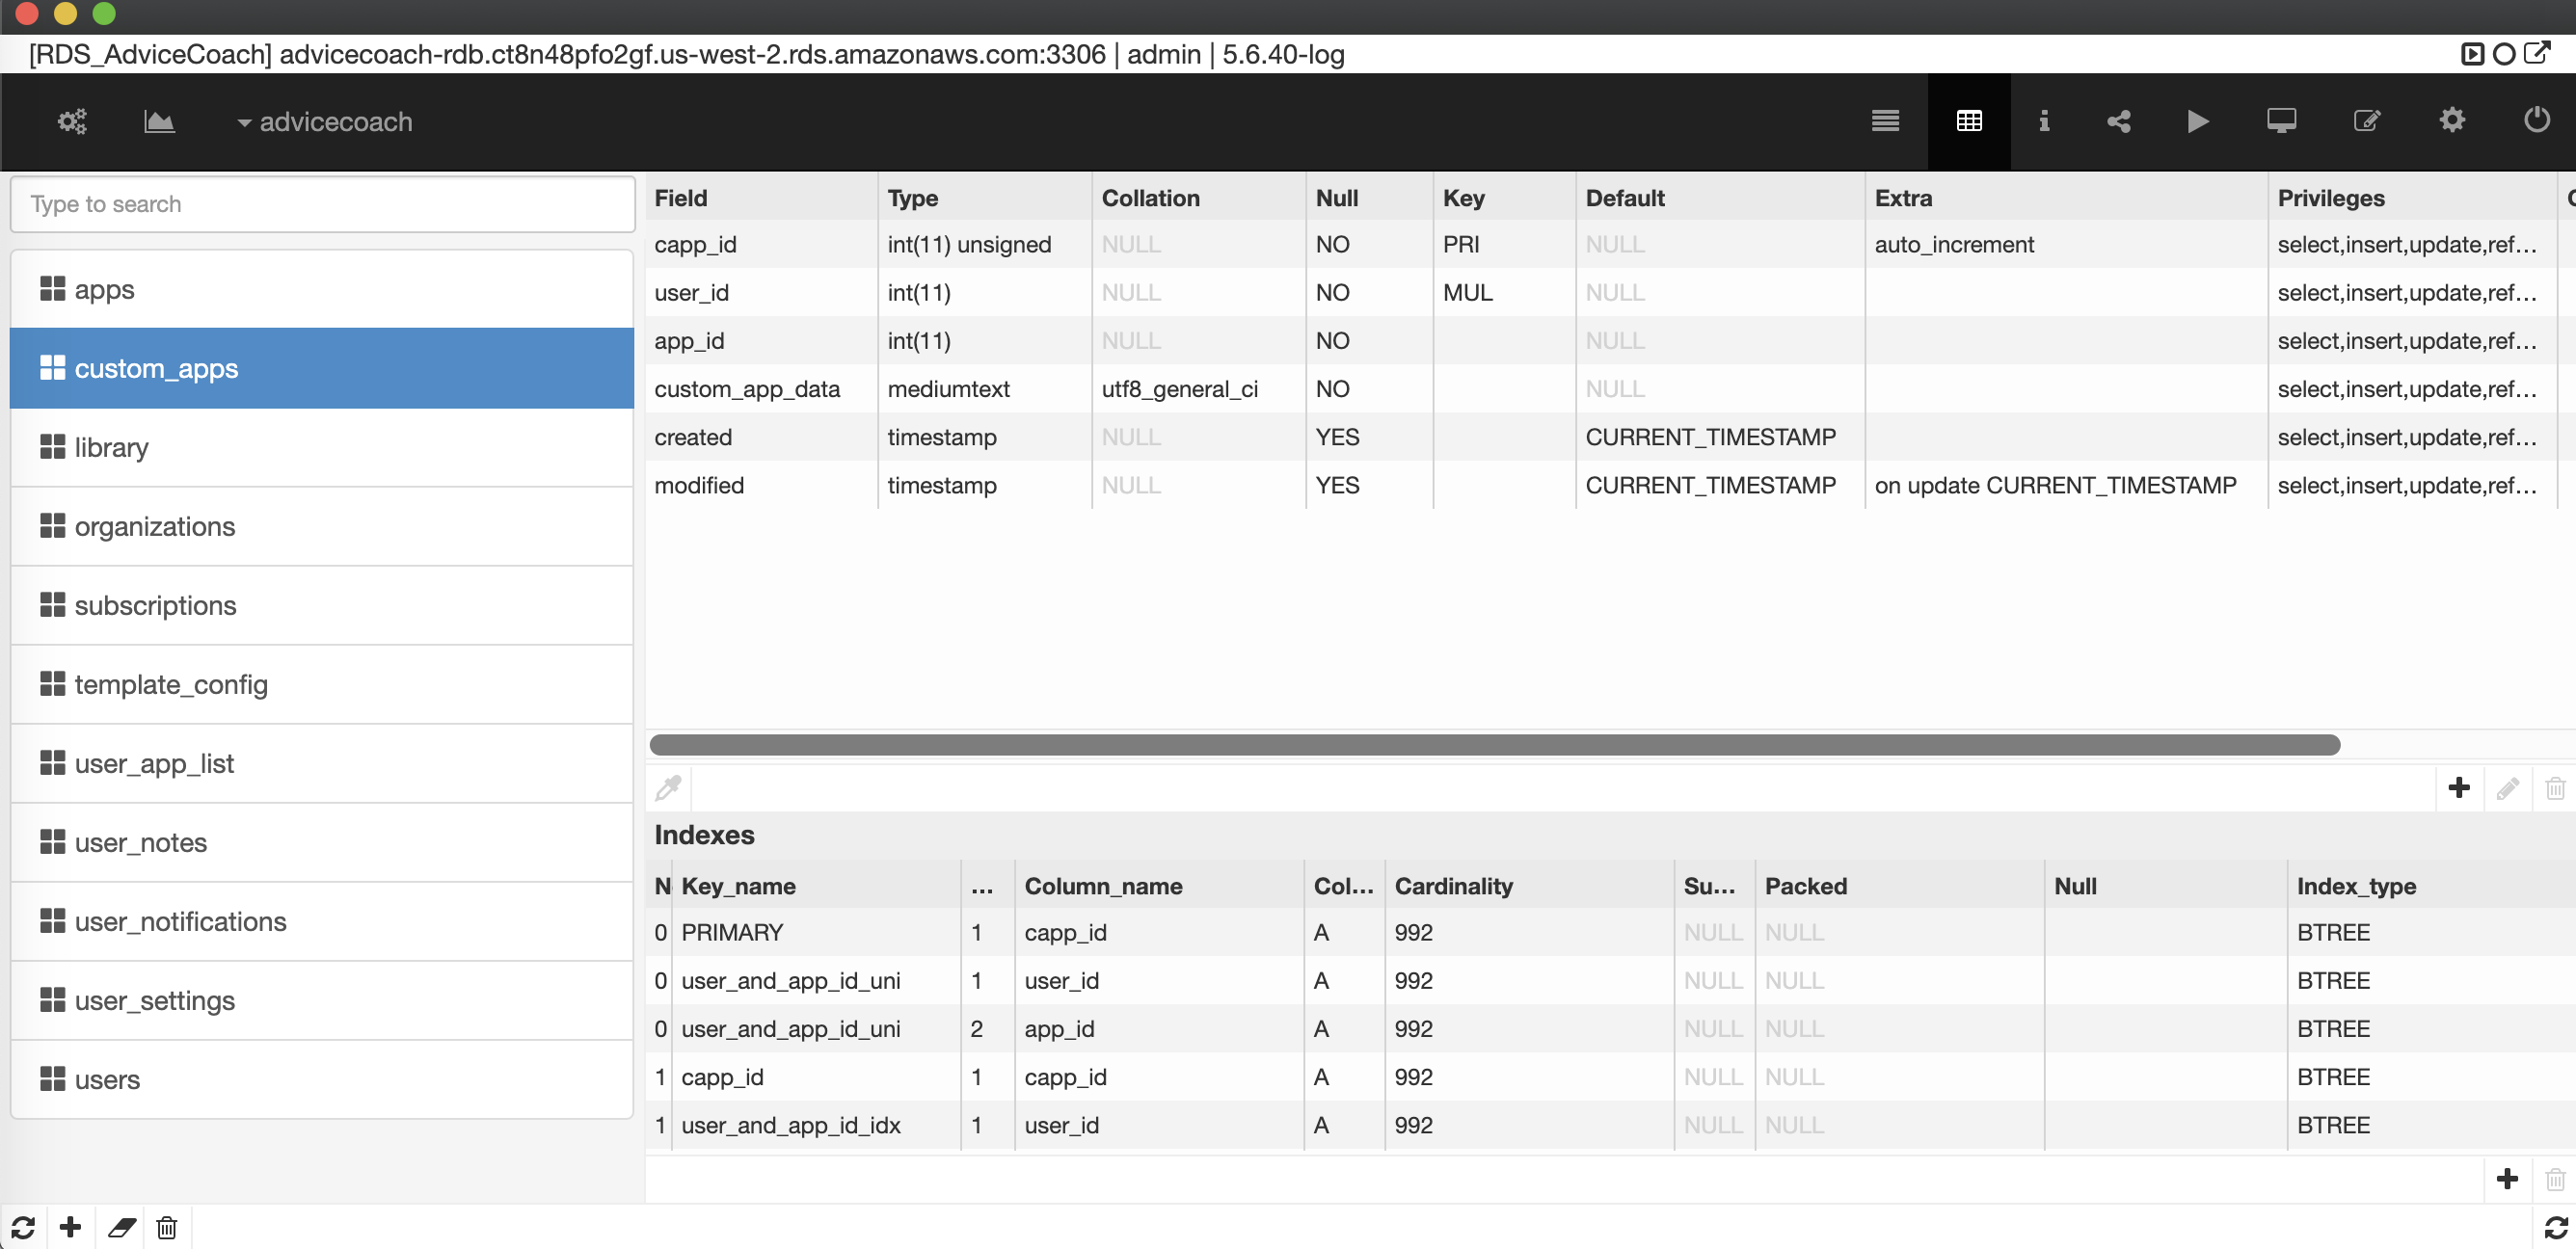 [RDS_AdviceCoach] advicecoach-rdb.ct8n48pfo2gf.us-west-2.rds.amazonaws.com:3306 | admin | 5.6.40-log
advicecoach
Type to search
apps
custom_apps
library
organizations
subscriptions
template_config
user_app_list
user_notes
user_notifications
user_settings
users
Field Type Collation Null Key Default Extra Privileges
capp_id int(11) unsigned NULL NO PRI NULL auto_increment select,insert,update,ref...
user_id int(11) NULL NO MUL NULL select,insert,update,ref...
app_id int(11) NULL NO NULL select,insert,update,ref...
custom_app_data mediumtext utf8_general_ci NO NULL select,insert,update,ref...
created timestamp NULL YES CURRENT_TIMESTAMP select,insert,update,ref...
modified timestamp NULL YES CURRENT_TIMESTAMP on update CURRENT_TIMESTAMP select,insert,update,ref...
Indexes
N Key_name ... Column_name Col... Cardinality Su... Packed Null Index_type
0 PRIMARY 1 capp_id A 992 NULL NULL BTREE
0 user_and_app_id_uni 1 user_id A 992 NULL NULL BTREE
0 user_and_app_id_uni 2 app_id A 992 NULL NULL BTREE
1 capp_id 1 capp_id A 992 NULL NULL BTREE
1 user_and_app_id_idx 1 user_id A 992 NULL NULL BTREE